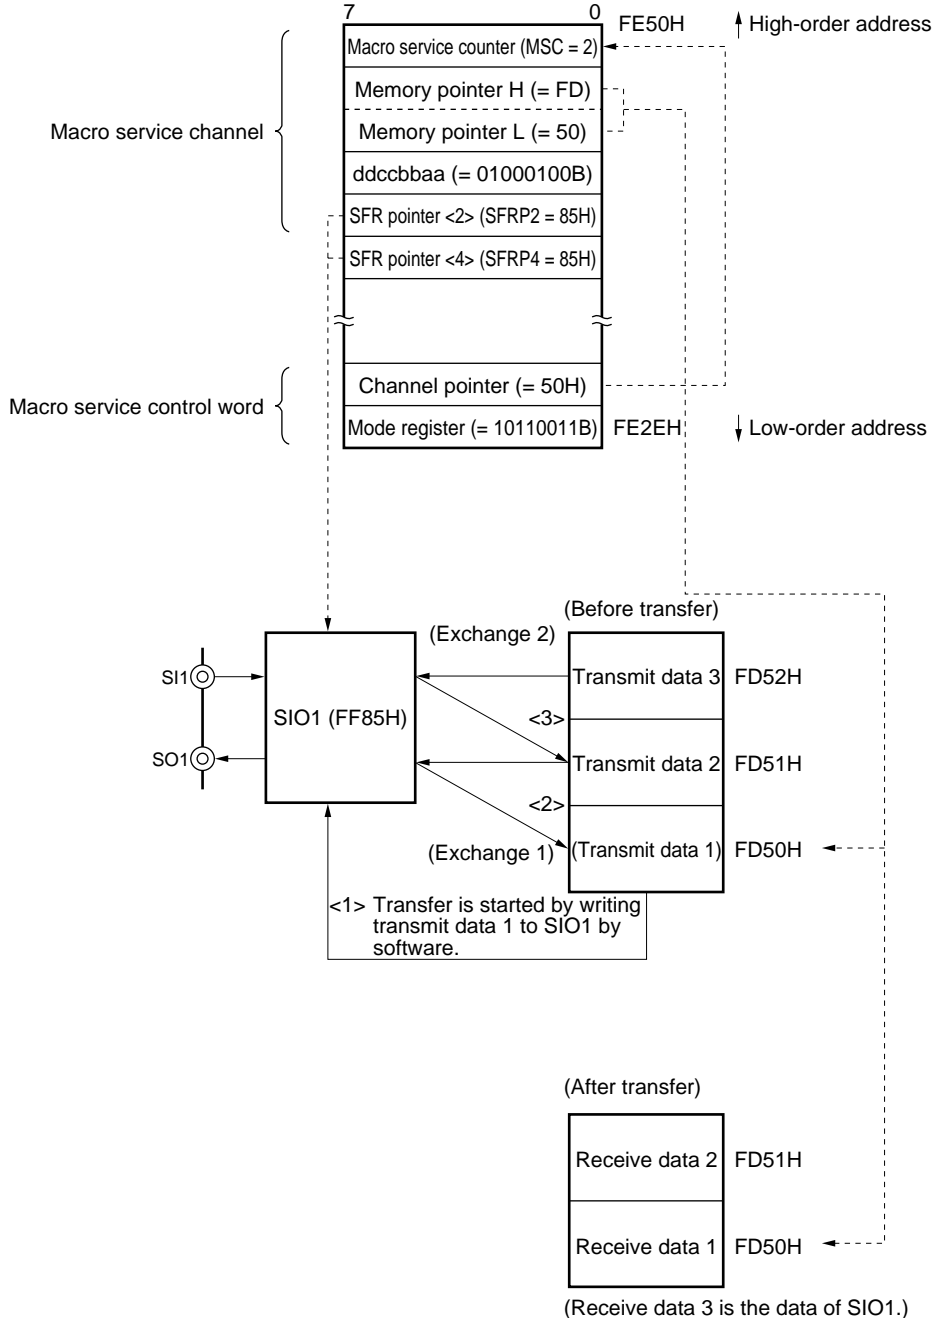 7 0
FE50H
High-order address
Macro service counter (MSC = 2)
Memory pointer H (= FD)
Macro service channel
Memory pointer L (= 50)
ddccbbaa (= 01000100B)
SFR pointer <2> (SFRP2 = 85H)
SFR pointer <4> (SFRP4 = 85H)
Channel pointer (= 50H)
Macro service control word
Mode register (= 10110011B)
FE2EH
Low-order address
(Before transfer)
(Exchange 2)
SI1
Transmit data 3
FD52H
SIO1 (FF85H)
<3>
SO1
Transmit data 2
FD51H
<2>
(Exchange 1)
(Transmit data 1)
FD50H
<1> Transfer is started by writing
transmit data 1 to SIO1 by
software.
(After transfer)
Receive data 2
FD51H
Receive data 1
FD50H
(Receive data 3 is the data of SIO1.)